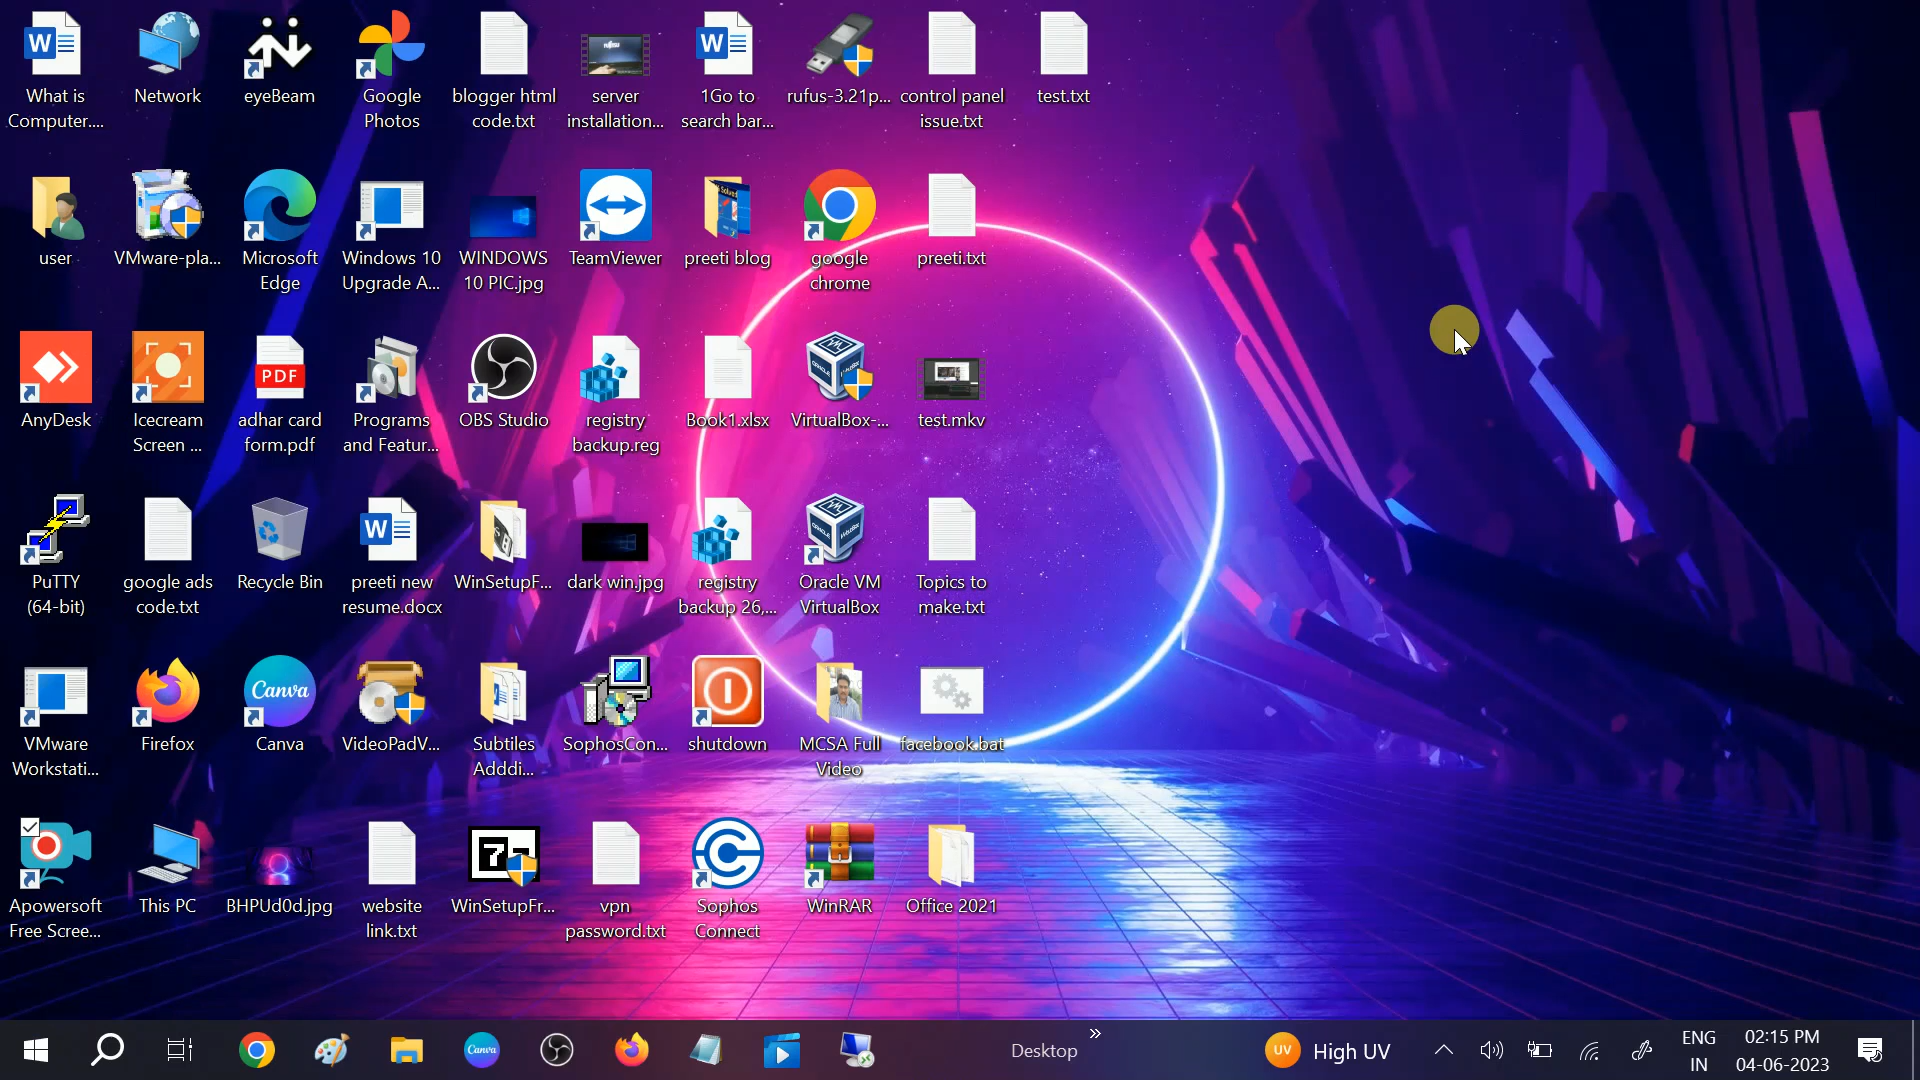 What is
Computer....
Network
eyeBeam
Google
Photos
blogger html
code.txt
server
installation...
1Go to
search bar...
rufus-3.21p...
control panel
issue.txt
test.txt
user
VMware-pla...
Microsoft
Edge
Windows 10
Upgrade A...
WINDOWS
10 PIC.jpg
TeamViewer
preeti blog
google
chrome
preeti.txt
AnyDesk
Icecream
Screen ...
PDF
adhar card
form.pdf
Programs
and Featur...
OBS Studio
registry
backup.reg
Book1.xlsx
VirtualBox-...
test.mkv
PuTTY
(64-bit)
google ads
code.txt
Recycle Bin
preeti new
resume.docx
WinSetupF...
dark win.jpg
registry
backup 26,...
Oracle VM
VirtualBox
Topics to
make.txt
VMware
Workstati...
Firefox
Canva
Canva
VideoPadV...
Subtiles
Adddi...
SophosCon...
shutdown
MCSA Full
Video
facebook.bat
Apowersoft
Free Scree...
This PC
BHPUd0d.jpg
website
link.txt
WinSetupFr...
vpn
password.txt
Sophos
Connect
WinRAR
Office 2021
Canva
Desktop
UV
High UV
ENG
IN
02:15 PM
04-06-2023